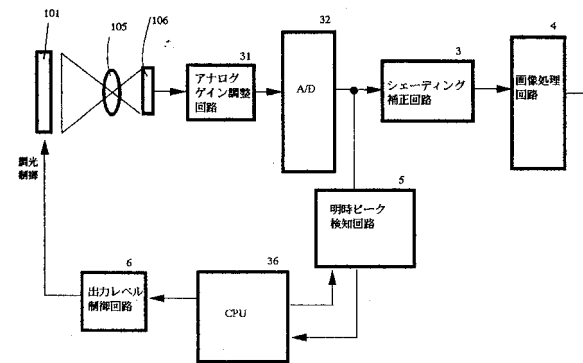 101
105
106
31
アナログ
ゲイン調整
回路
32
A/D
3
シェーディング
補正回路
4
画像処理
回路
調光
制御
5
明時ピーク
検知回路
6
出力レベル
制御回路
36
CPU